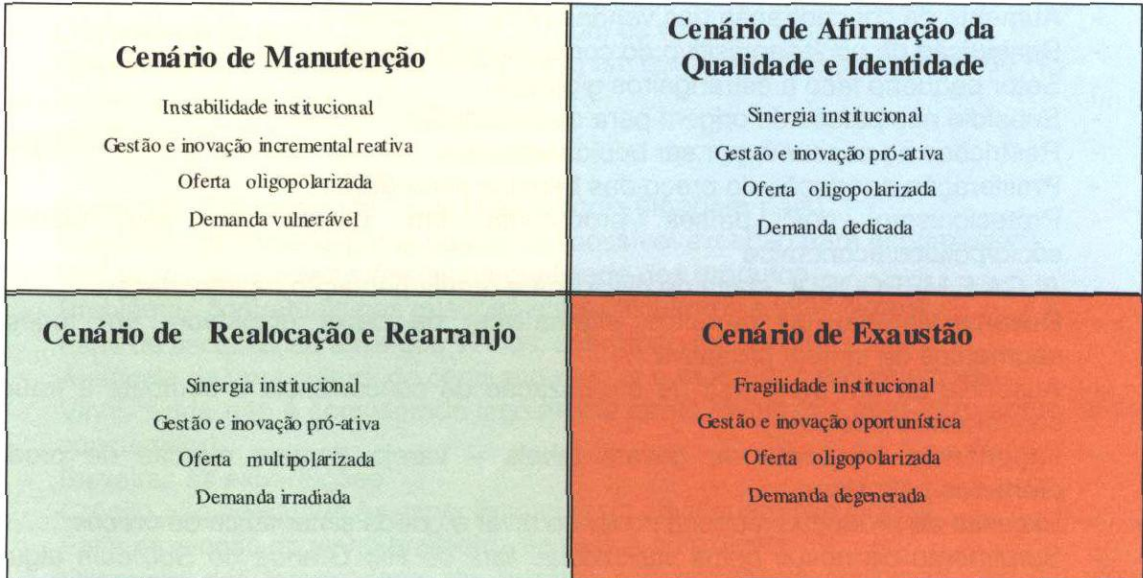 Cenário de Manutenção
Instabilidade institucional
Gestão e inovação incremental reativa
Oferta oligopolarizada
Demanda vulnerável
Cenário de Afirmação da
Qualidade e Identidade
Sinergia institucional
Gestão e inovação pró-ativa
Oferta oligopolarizada
Demanda dedicada
Cenário de Realocação e Rearranjo
Sinergia institucional
Gestão e inovação pró-ativa
Oferta multipolarizada
Demanda irradiada
Cenário de Exaustão
Fragilidade institucional
Gestão e inovação oportunística
Oferta oligopolarizada
Demanda degenerada